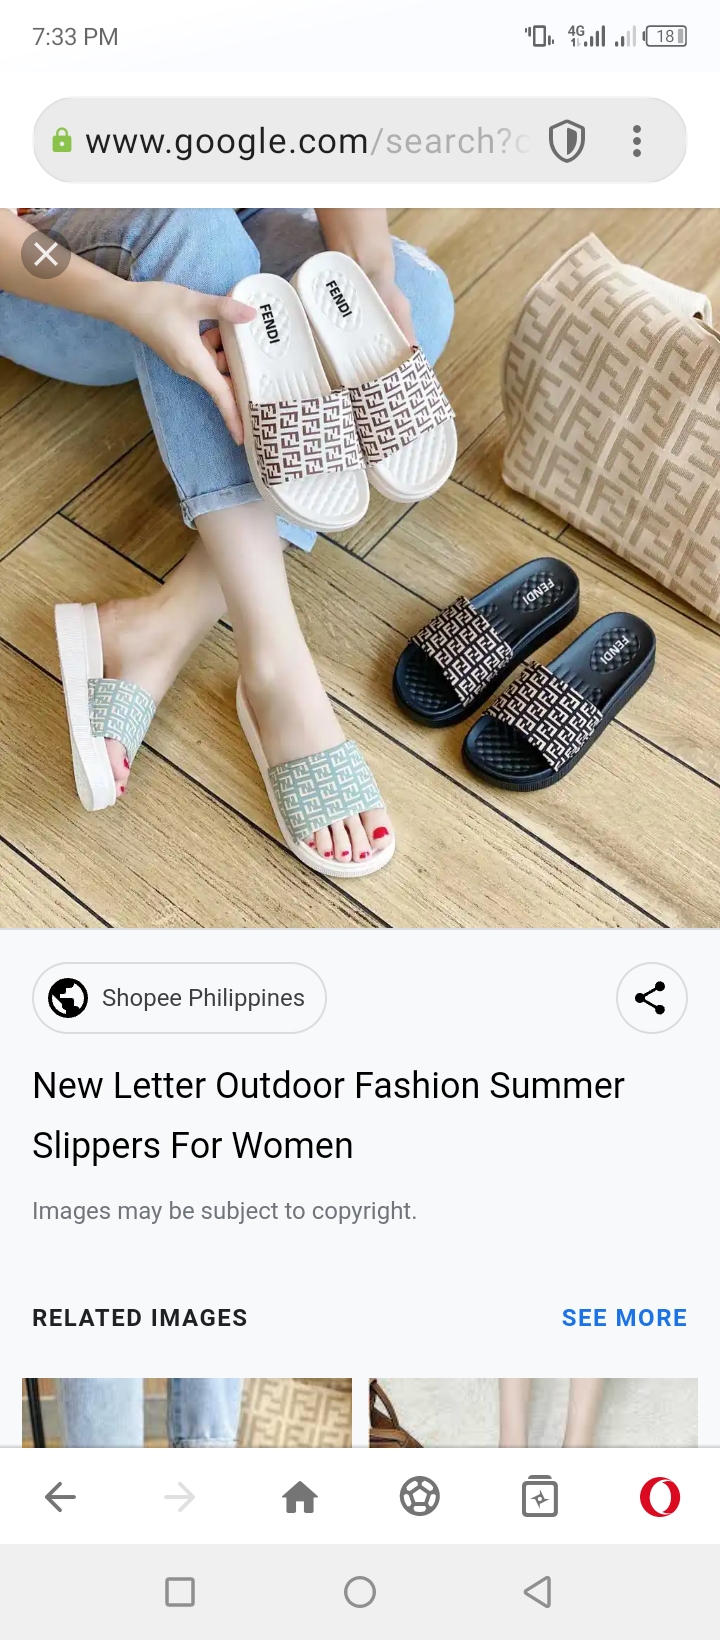 7:33 PM
4G
18
www.google.com/search?
FENDI
FENDI
FENDI
FENDI
Shopee Philippines
New Letter Outdoor Fashion Summer
Slippers For Women
Images may be subject to copyright.
RELATED IMAGES
SEE MORE